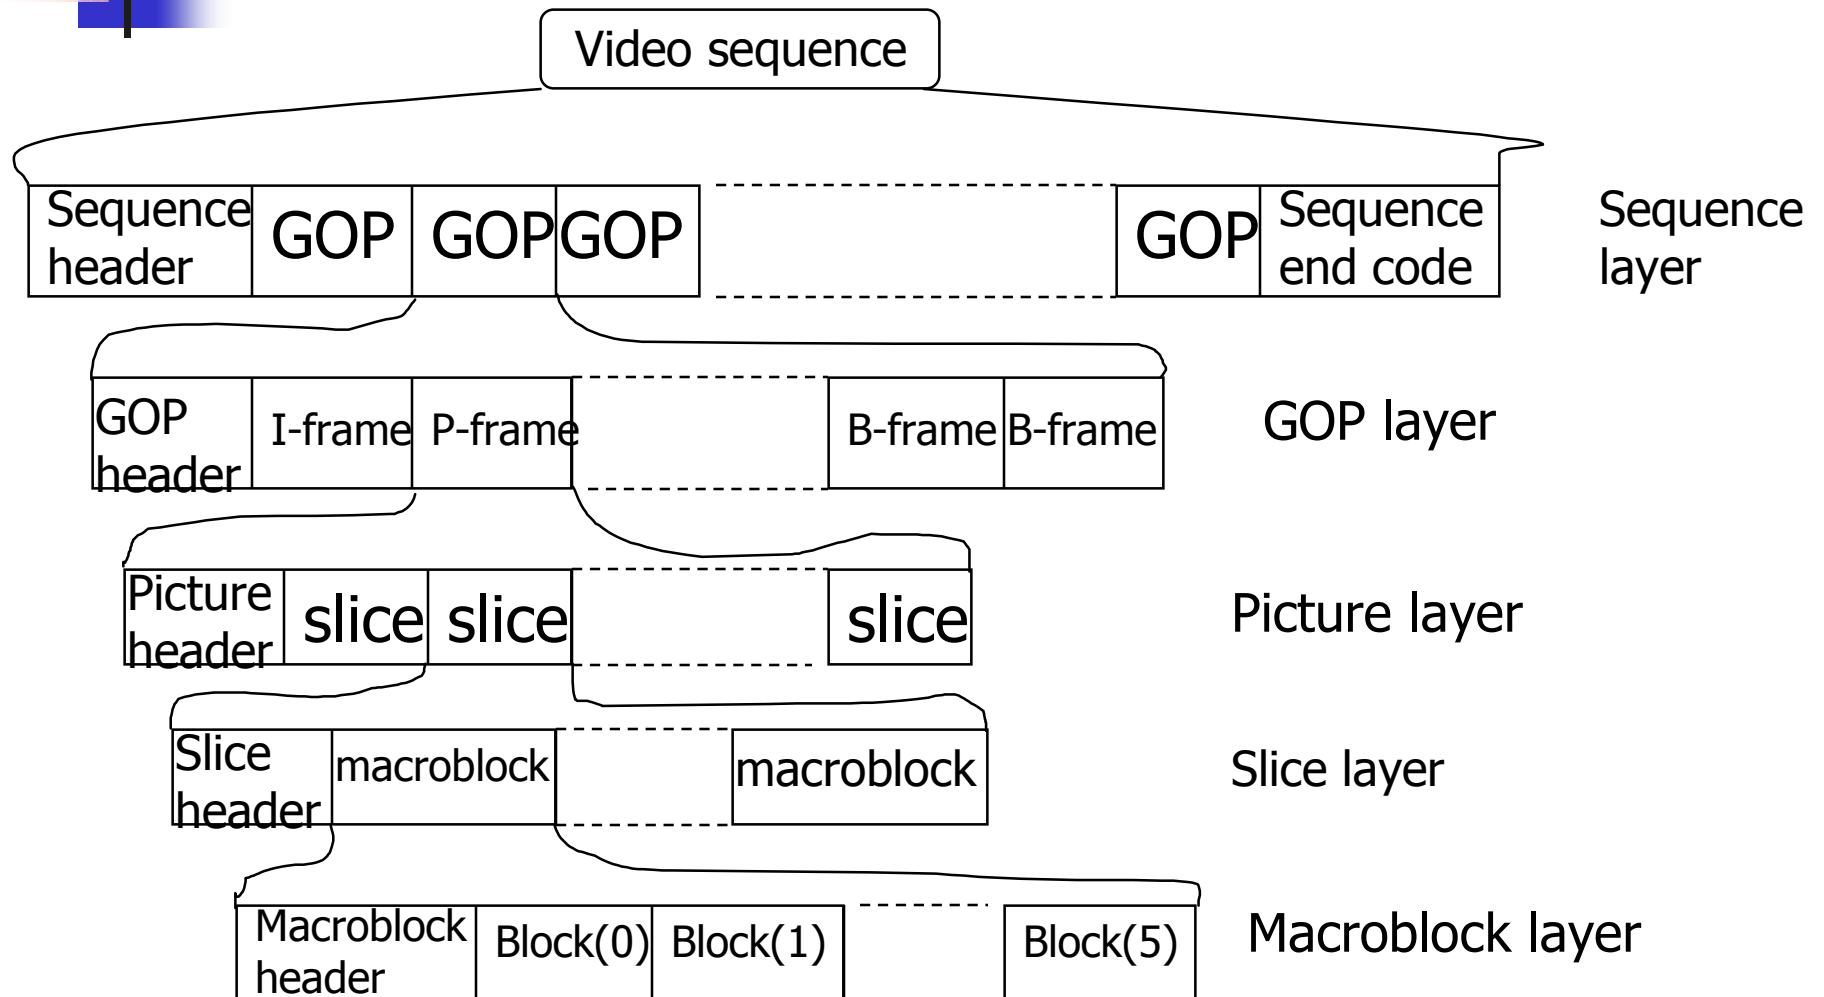 Video sequence
Sequence
header
GOP
GOP
GOP
GOP
Sequence
end code
Sequence
layer
GOP
header
I-frame
P-frame
B-frame
B-frame
GOP layer
Picture
header
slice
slice
slice
Picture layer
Slice
header
macroblock
macroblock
Slice layer
Macroblock
header
Block(0)
Block(1)
Block(5)
Macroblock layer